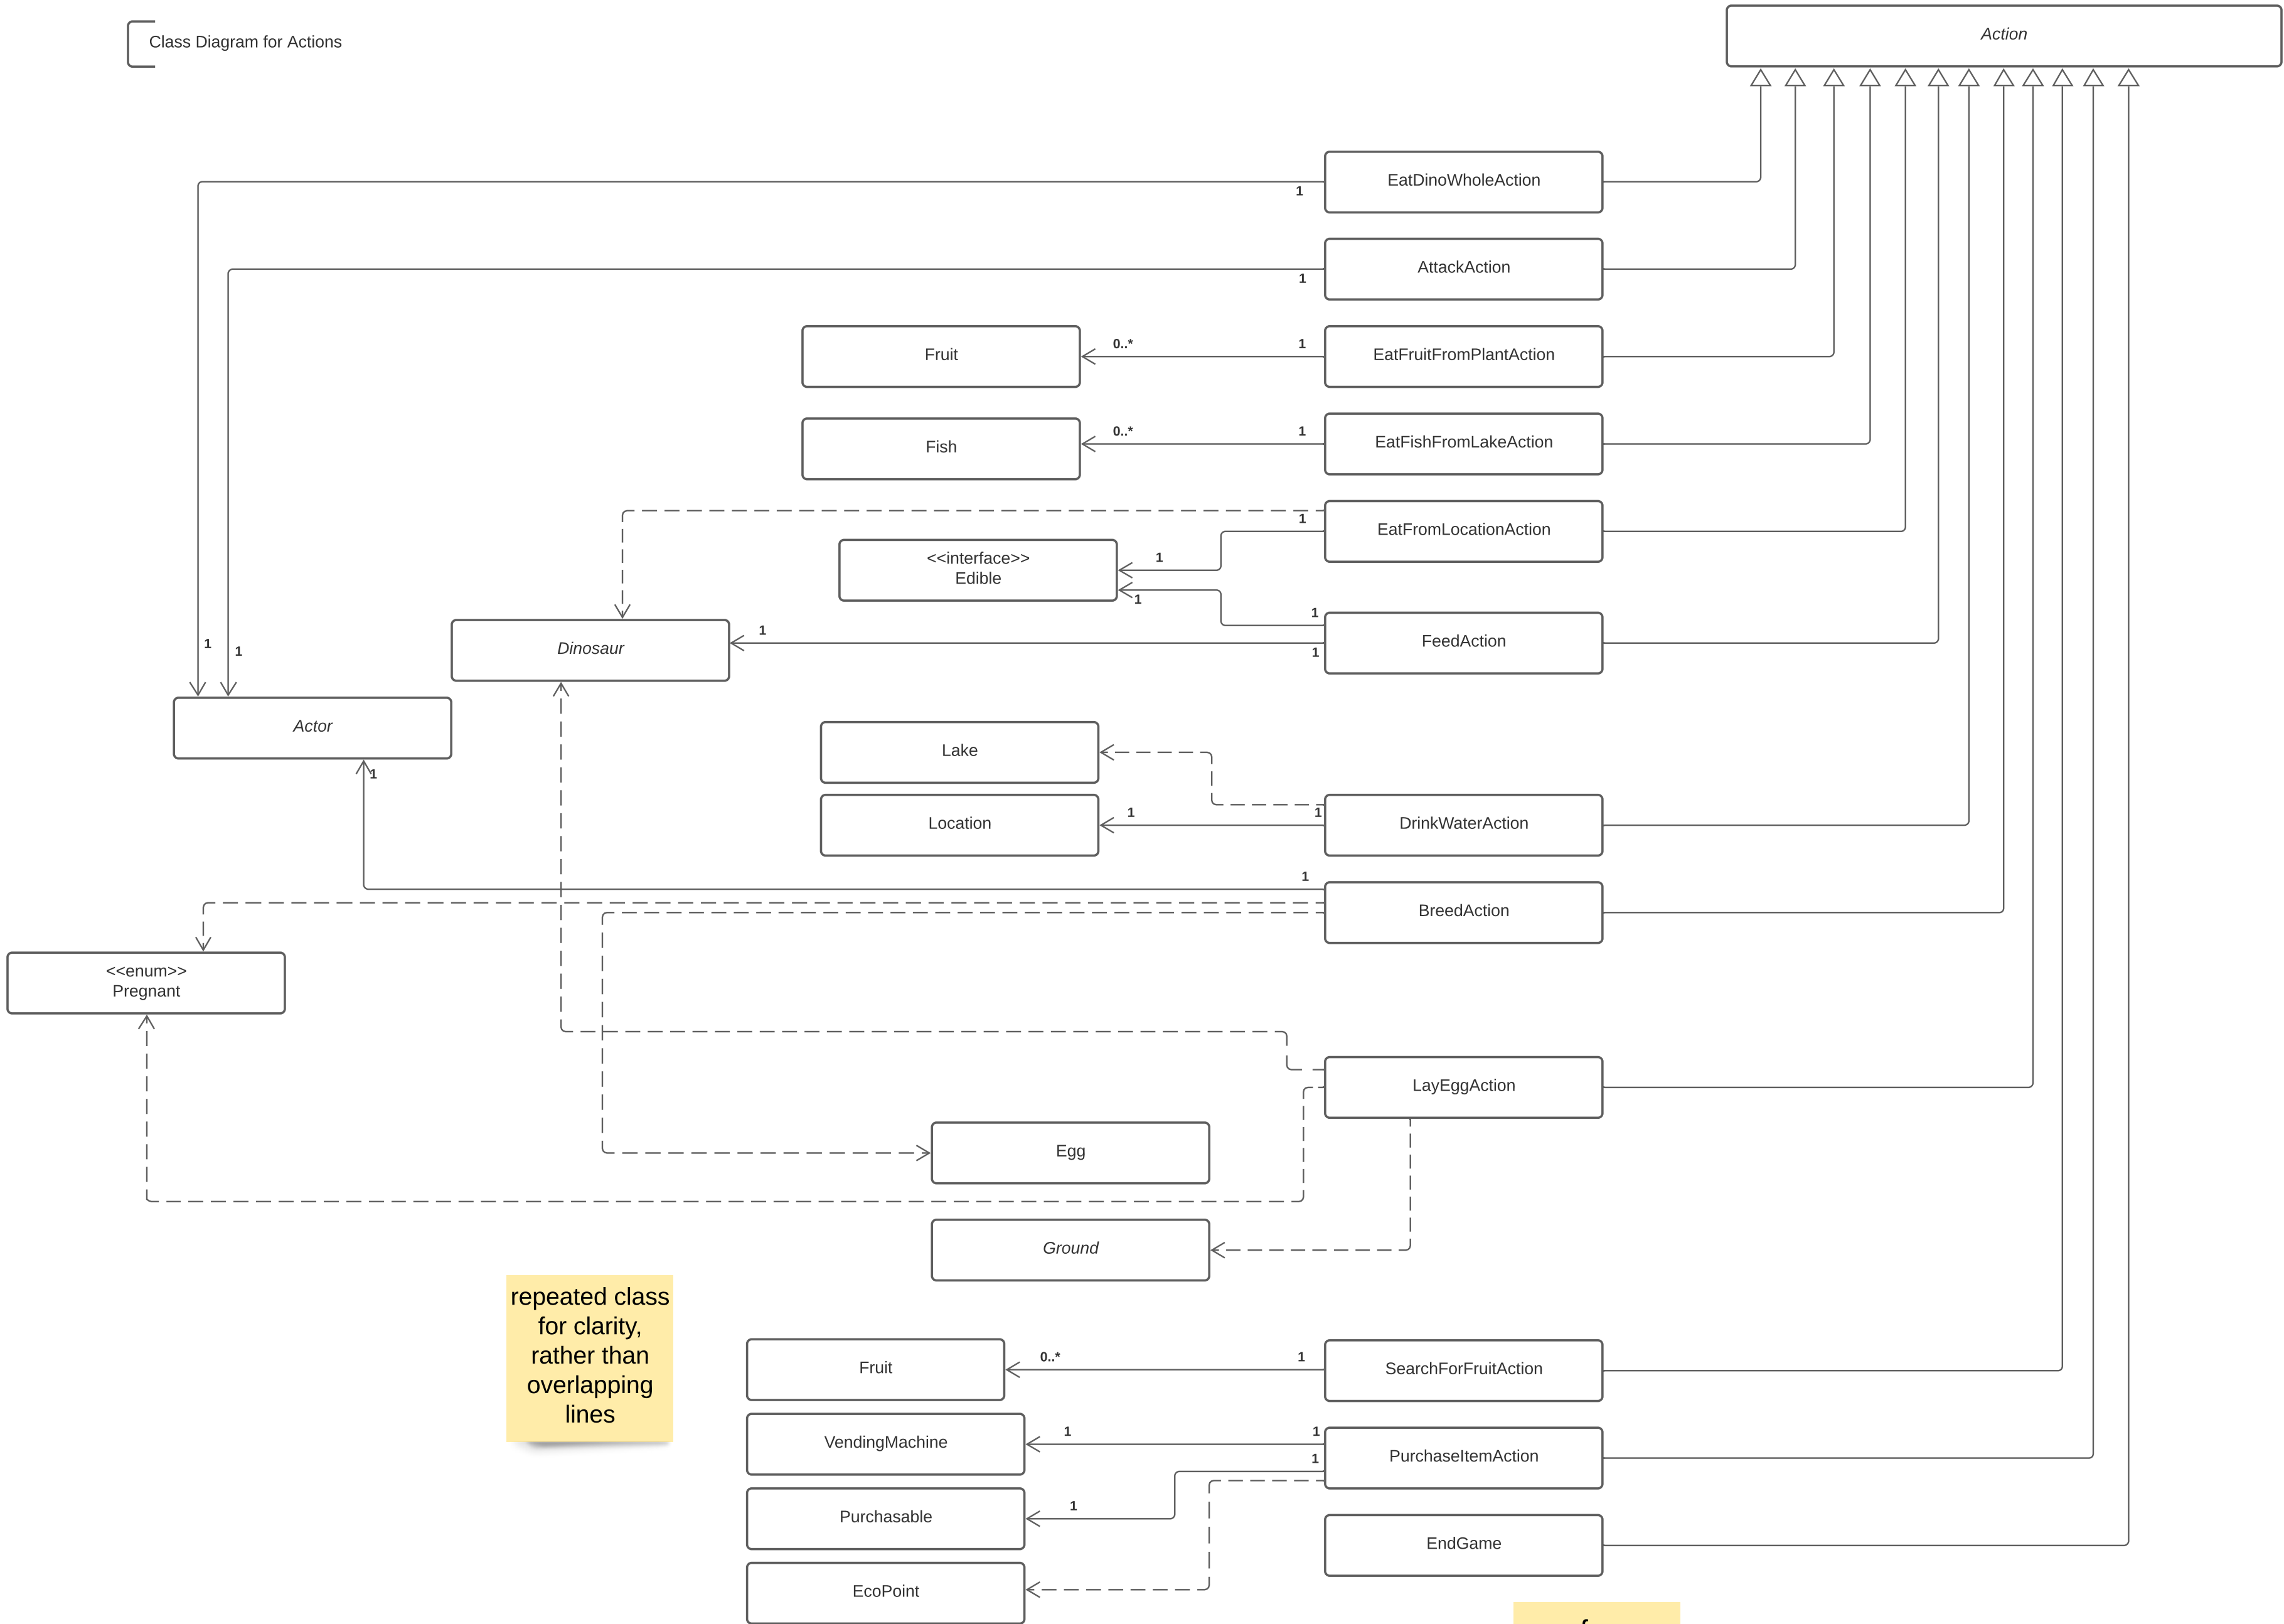 Class Diagram for Actions
Action
EatDinoWholeAction
1
AttackAction
1
Fruit
0..*
1
EatFruitFromPlantAction
Fish
0..*
1
EatFishFromLakeAction
1
EatFromLocationAction
<<interface>>
Edible
1
1
1
FeedAction
Dinosaur
1
1
1
1
Actor
1
Lake
Location
1
1
DrinkWaterAction
1
BreedAction
<<enum>>
Pregnant
LayEggAction
Egg
Ground
repeated class
for clarity,
rather than
overlapping
lines
Fruit
0..*
1
SearchForFruitAction
VendingMachine
1
1
1
PurchaseItemAction
Purchasable
1
EndGame
EcoPoint